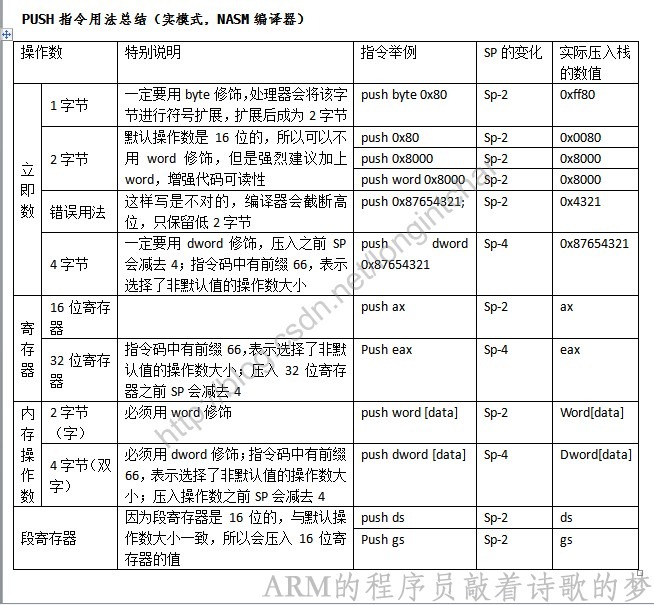 PUSH 指令用法总结（实模式，NASM 编译器）
操作数 特别说明 指令举例 SP 的变化 实际压入栈
的数值
立即数
1 字节 一定要用 byte 修饰，处理器会将该字 push byte 0x80 Sp-2 0xff80
节进行符号扩展，扩展后成为 2 字节
2 字节 默认操作数是 16 位的，所以可以不 push 0x80 Sp-2 0x0080
用 word 修饰，但是强烈建议加上 push 0x8000 Sp-2 0x8000
word，增强代码可读性 push word 0x8000 Sp-2 0x8000
错误用法 这样写是不对的，编译器会截断高 push 0x87654321; Sp-2 0x4321
位，只保留低 2 字节
4 字节 一定要用 dword 修饰，压入之前 SP push dword Sp-4 0x87654321
会减去 4；指令码中有前缀 66，表示 0x87654321
选择了非默认值的操作数大小
寄存器
16 位寄存 push ax Sp-2 ax
器
32 位寄存 指令码中有前缀 66，表示选择了非默 Push eax Sp-4 eax
器 认值的操作数大小；压入 32 位寄存
器之前 SP 会减去 4
内存操作数
2 字节 必须用 word 修饰 push word [data] Sp-2 Word[data]
（字）
4 字节（双 必须用 dword 修饰；指令码中有前缀 push dword [data] Sp-4 Dword[data]
字） 66，表示选择了非默认值的操作数大
小；压入操作数之前 SP 会减去 4
段寄存器 因为段寄存器是 16 位的，与默认操 push ds Sp-2 ds
作数大小一致，所以会压入 16 位寄 Push gs Sp-2 gs
存器的值
http://blog.csdn.net/longintchar
ARM的程序员敲着诗歌的梦